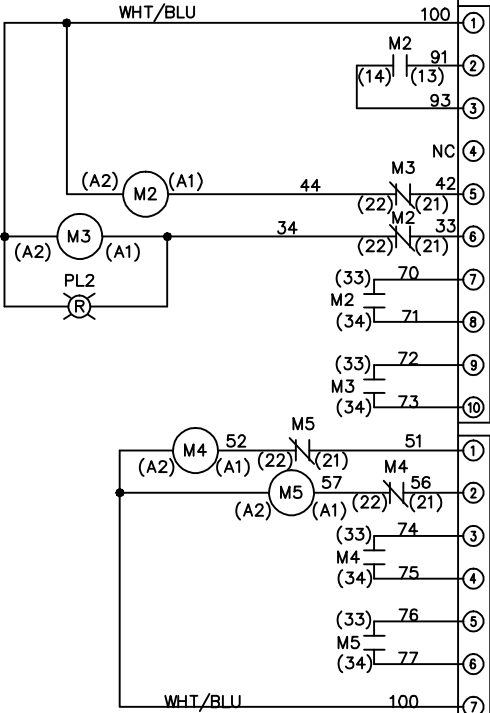 WHT/BLU 100 1
M2 91 2
(14) (13)
93 3
NC 4
M3
(A2) M2 (A1) 44 42 5
(22) (21)
M2
M3 34 33 6
(A2) (A1) (22) (21)
PL2
(33) 70 7
R M2
(34) 71 8
(33) 72 9
M3
(34) 73 10
M5
M4 52 51 1
(A2) (A1) (22) (21)
M4
M5 57 56 2
(A2) (A1) (22) (21)
(33) 74 3
M4
(34) 75 4
(33) 76 5
M5
(34) 77 6
WHT/BLU 100 7